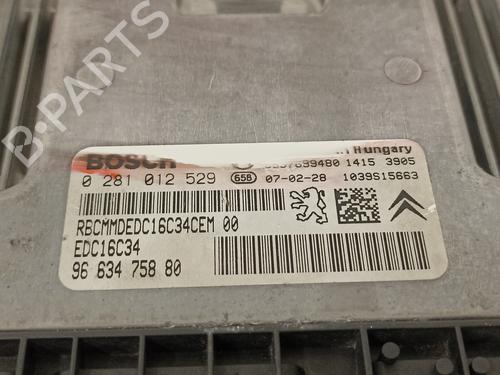 B-PARTS
BOSCH Hungary
1415 3905
0 281 012 529 658 07-02-28 1039S15663
RBCMMDEDC16C34CEM 00
EDC16C34
96 634 758 80